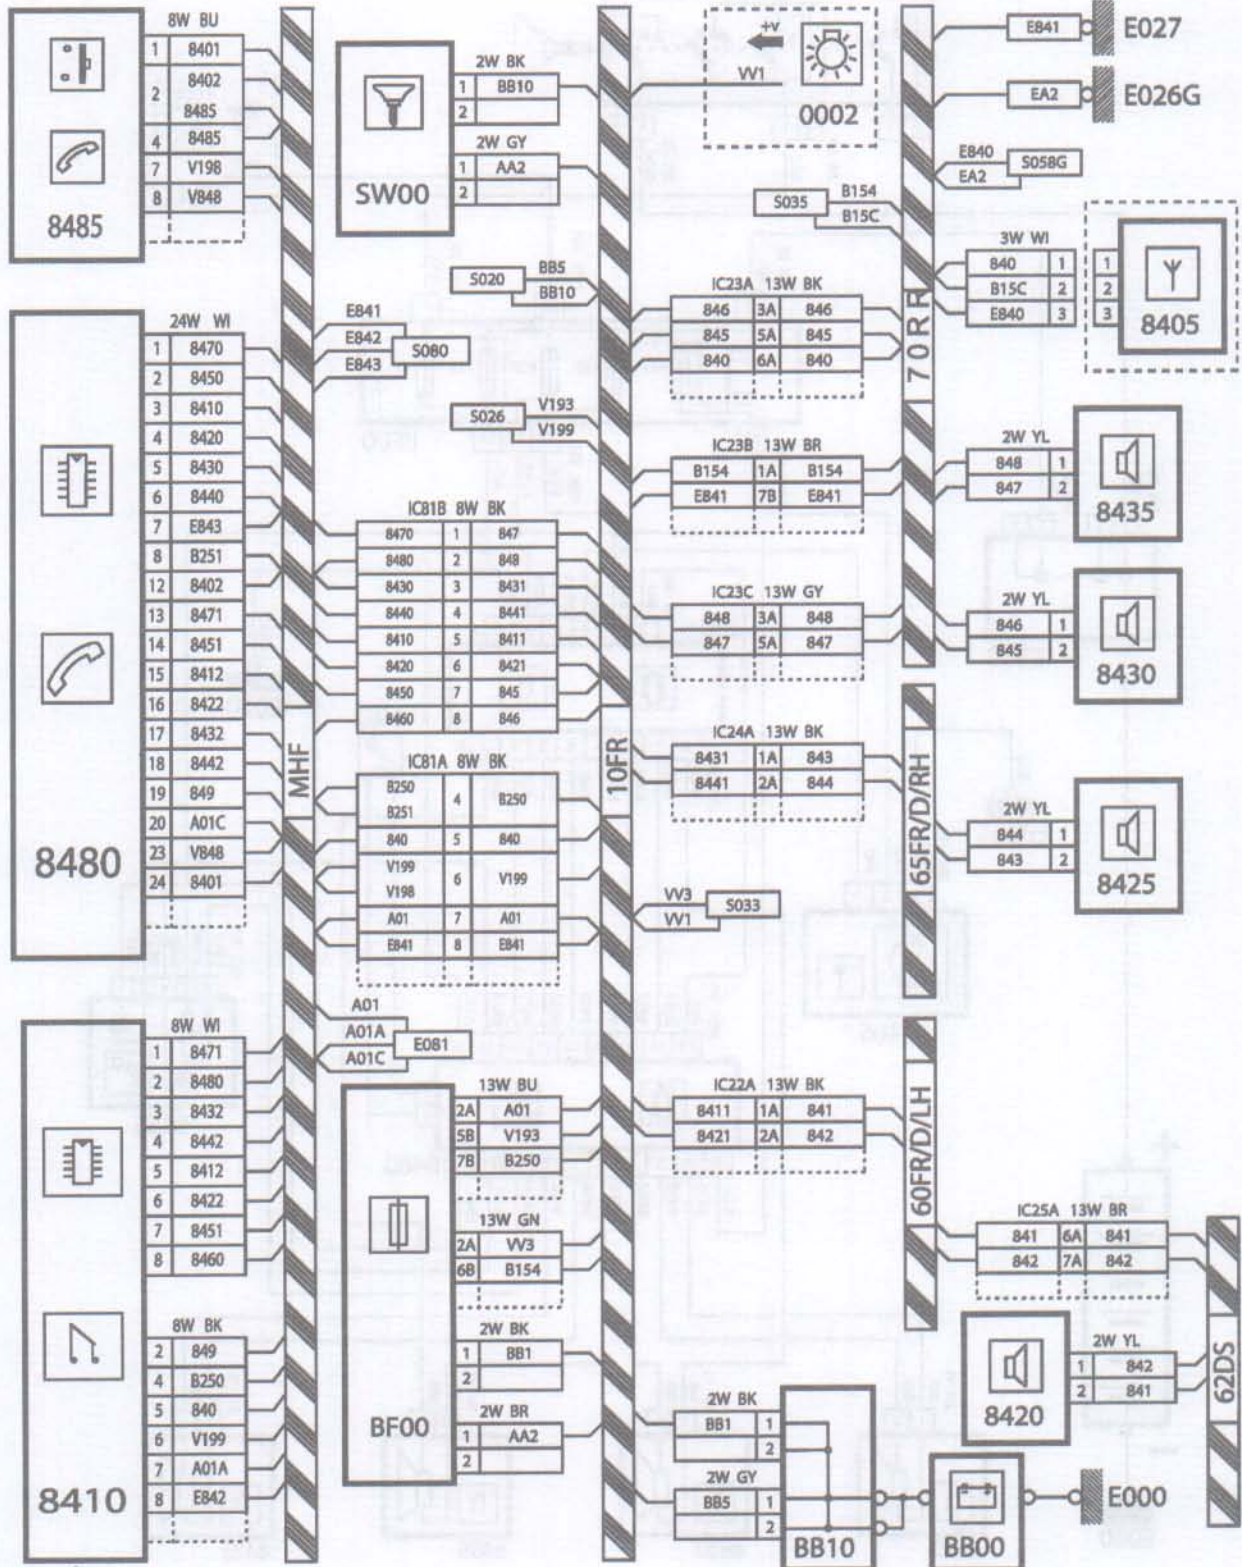 8W BU
1 8401
2 8402
8485
4 8485
7 V198
8 V848
8485
24W WI
1 8470
2 8450
3 8410
4 8420
5 8430
6 8440
7 E843
8 B251
12 8402
13 8471
14 8451
15 8412
16 8422
17 8432
18 8442
19 849
20 A01C
23 V848
24 8401
8480
8W WI
1 8471
2 8480
3 8432
4 8442
5 8412
6 8422
7 8451
8 8460
8W BK
2 849
4 B250
5 840
6 V199
7 A01A
8 E842
8410
MHF
2W BK
1 BB10
2
2W GY
1 AA2
2
SW00
S020
BB5
BB10
E841
E842
E843
S080
S026
V193
V199
IC81B 8W BK
8470 1 847
8480 2 848
8430 3 8431
8440 4 8441
8410 5 8411
8420 6 8421
8450 7 845
8460 8 846
IC81A 8W BK
B250
B251
4 B250
840 5 840
V199
V198
6 V199
A01 7 A01
E841 8 E841
A01
A01A
A01C
E081
13W BU
2A A01
5B V193
7B B250
13W GN
2A VV3
6B B154
2W BK
1 BB1
2
2W BR
1 AA2
2
BF00
10FR
+v
VV1
0002
S035
B154
B15C
IC23A 13W BK
846 3A 846
845 5A 845
840 6A 840
IC23B 13W BR
B154 1A B154
E841 7B E841
IC23C 13W GY
848 3A 848
847 5A 847
IC24A 13W BK
8431 1A 843
8441 2A 844
VV3
VV1
S033
IC22A 13W BK
8411 1A 841
8421 2A 842
2W BK
BB1 1
2
2W GY
BB5 1
2
BB10
BB00
E000
70RR
65FR/D/RH
60FR/D/LH
E841 E027
EA2 E026G
E840
EA2
S058G
3W WI
840 1
B15C 2
E840 3
1
2
3
8405
2W YL
848 1
847 2
8435
2W YL
846 1
845 2
8430
2W YL
844 1
843 2
8425
IC25A 13W BR
841 6A 841
842 7A 842
2W YL
1 842
2 841
8420
62DS